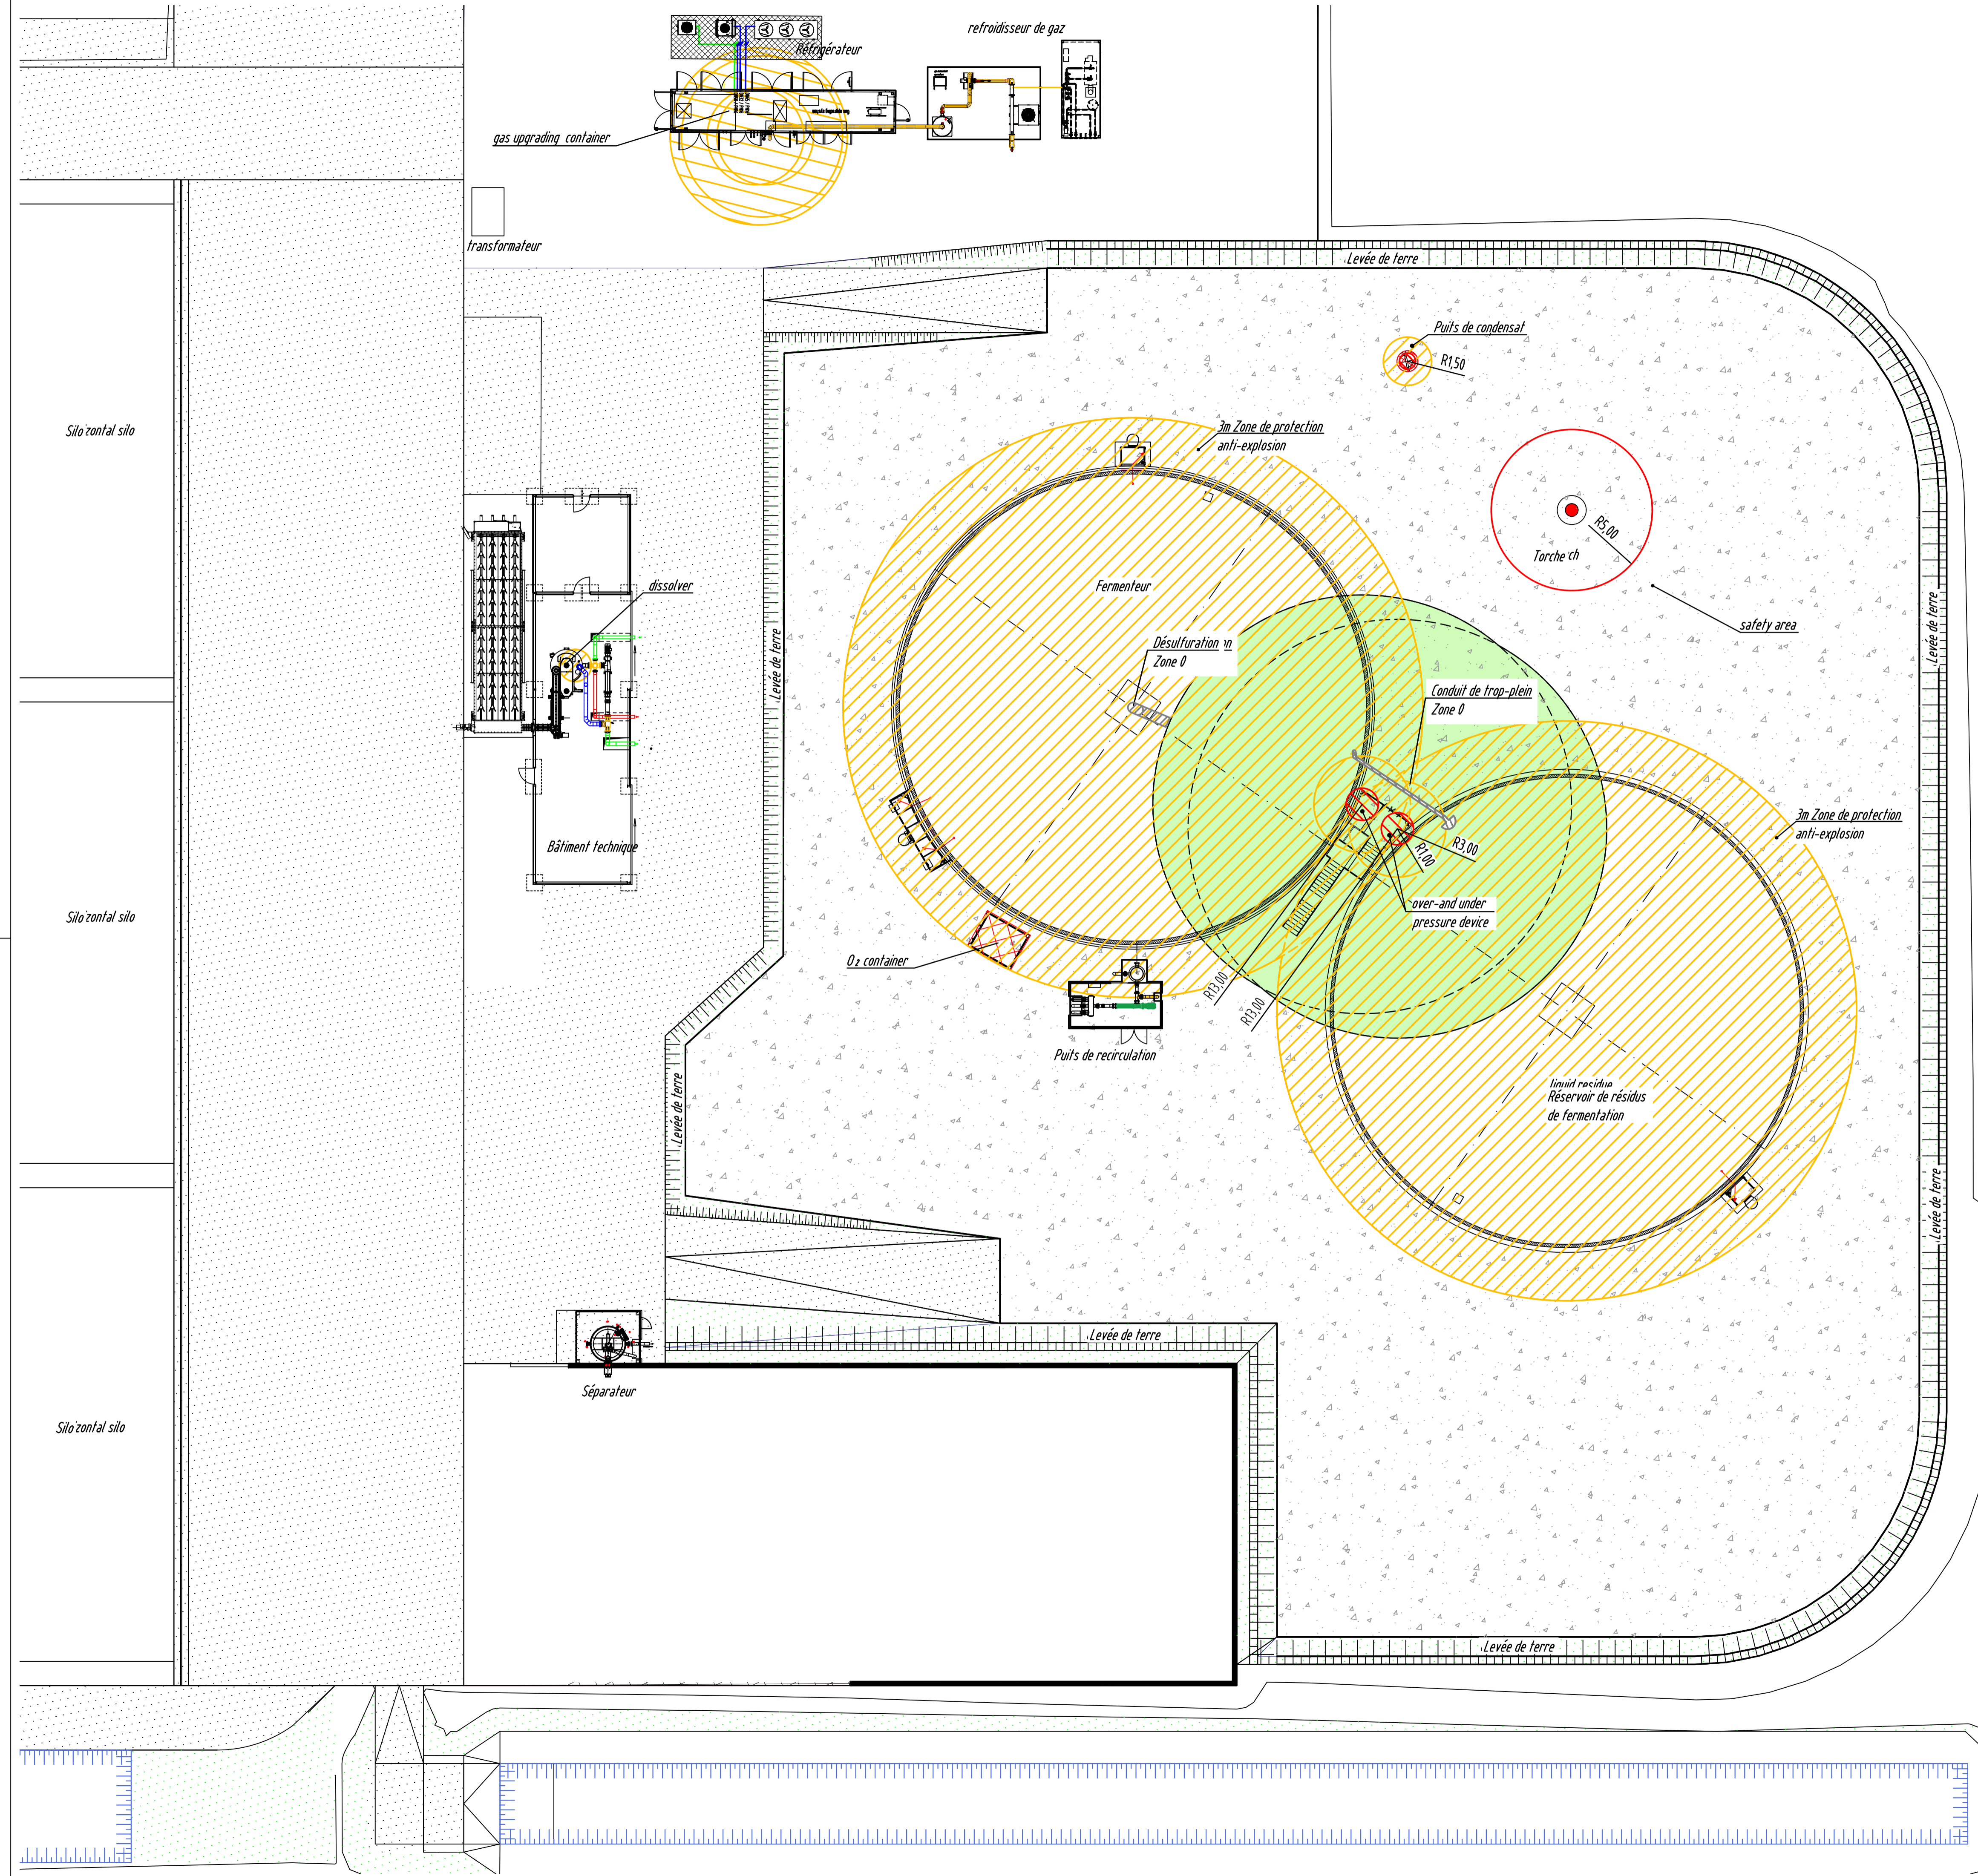 refroidisseur de gaz
Réfrigérateur
gas upgrading container
transformateur
Levée de terre
Puits de condensat
R1,50
3m Zone de protection
anti-explosion
Silo zontal silo
R5,00
Torche ch
safety area
Levée de terre
Fermenteur
dissolver
Désulfuration on
Zone 0
Levée de terre
Conduit de trop-plein
Zone 0
3m Zone de protection
anti-explosion
R3,00
R1,00
Bâtiment technique
over-and under
pressure device
Silo zontal silo
O₂ container
R13,00
R13,00
Puits de recirculation
liquid residue
Réservoir de résidus
de fermentation
Levée de terre
Levée de terre
Levée de terre
Séparateur
Silo zontal silo
Levée de terre